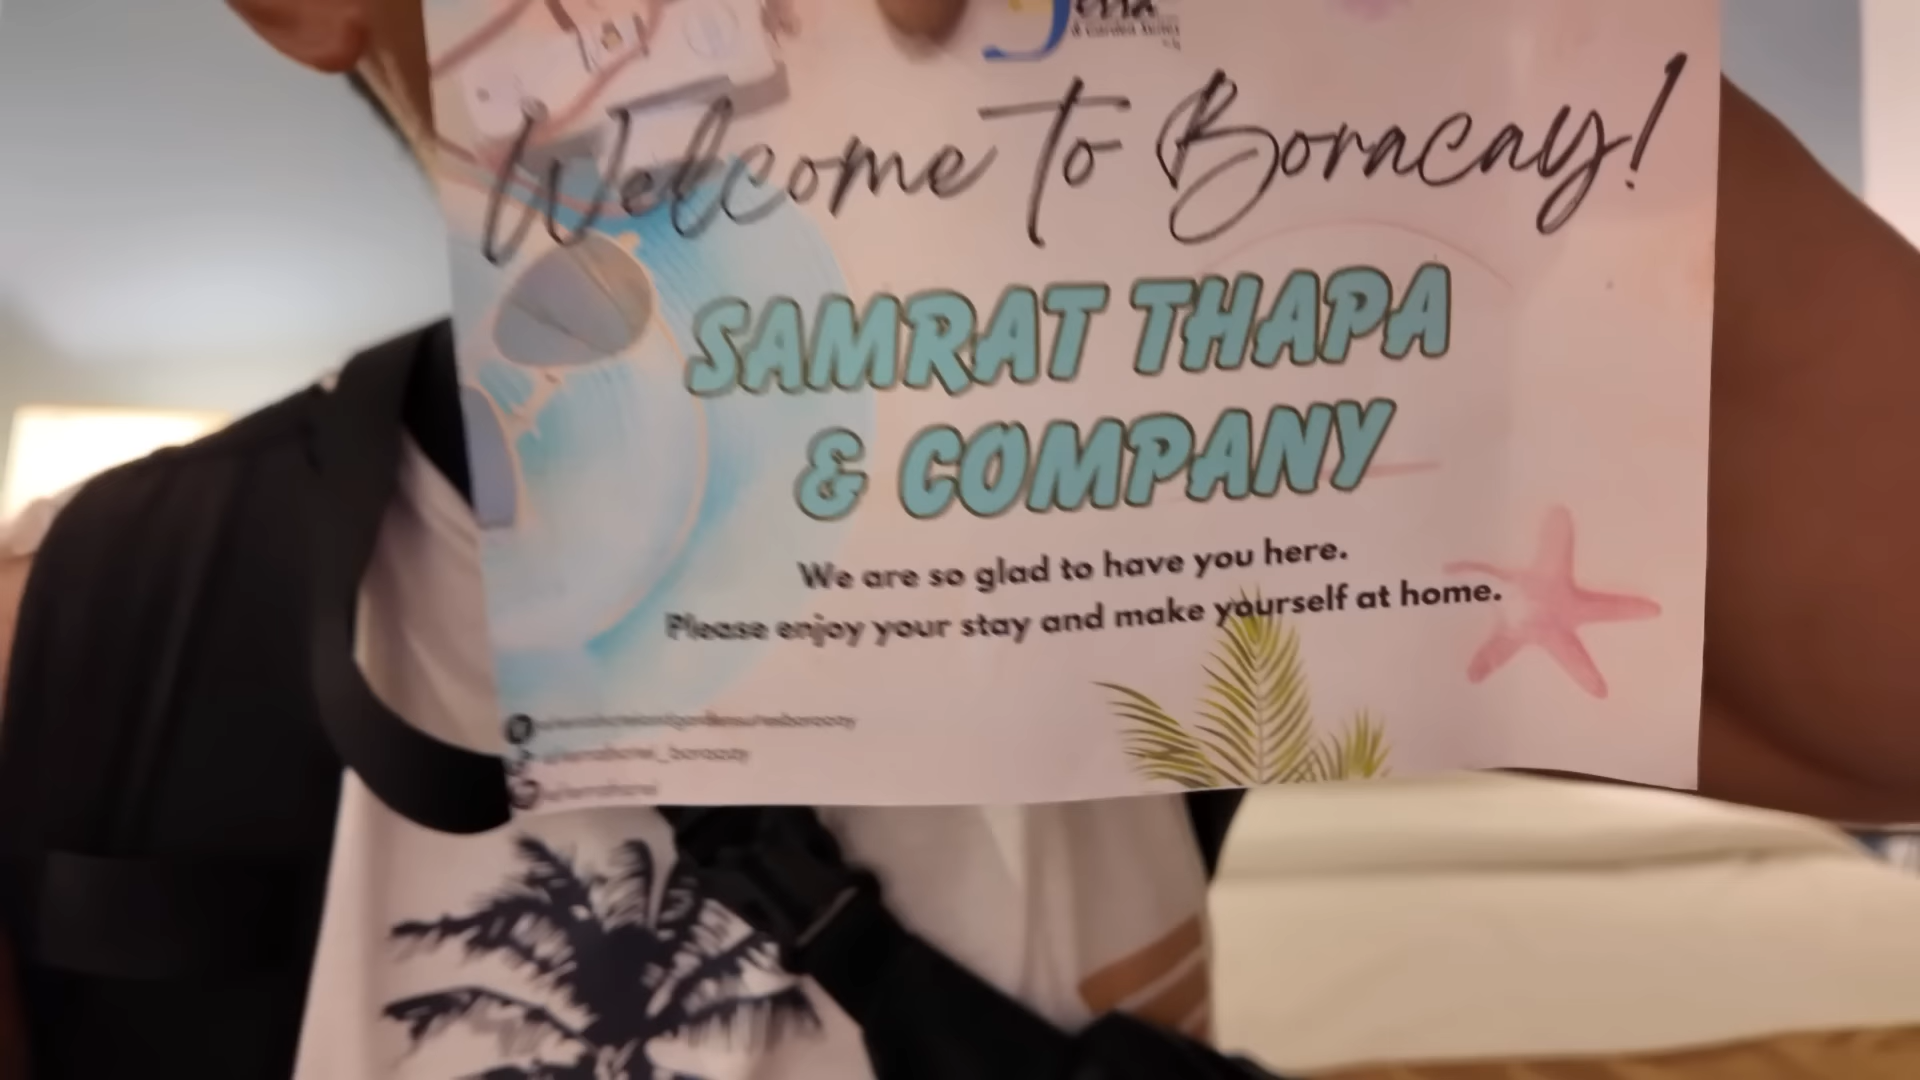 Welcome to Boracay!
SAMRAT THAPA
& COMPANY
We are so glad to have you here.
Please enjoy your stay and make yourself at home.